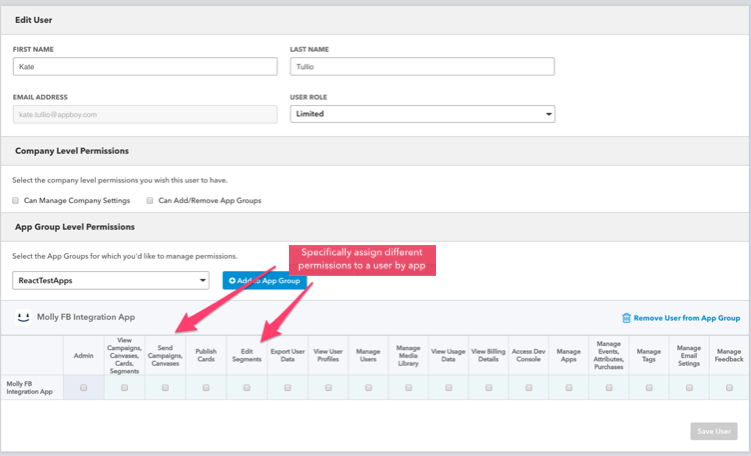 Edit User
FIRST NAME
LAST NAME
Kate
Tullio
EMAIL ADDRESS
USER ROLE
kate.tullio@appboy.com
Limited
Company Level Permissions
Select the company level permissions you wish this user to have.
Can Manage Company Settings
Can Add/Remove App Groups
App Group Level Permissions
Select the App Groups for which you'd like to manage permissions.
Specifically assign different
permissions to a user by app
ReactTestApps
Add to App Group
Molly FB Integration App
Remove User from App Group
Admin
View
Campaigns,
Canvases,
Cards,
Segments
Send
Campaigns,
Canvases
Publish
Cards
Edit
Segments
Export User
Data
View User
Profiles
Manage
Users
Manage
Media
Library
View Usage
Data
View Billing
Details
Access Dev
Console
Manage
Apps
Manage
Events,
Attributes,
Purchases
Manage
Tags
Manage
Email
Setings
Manage
Feedback
Molly FB
Integration App
Save User